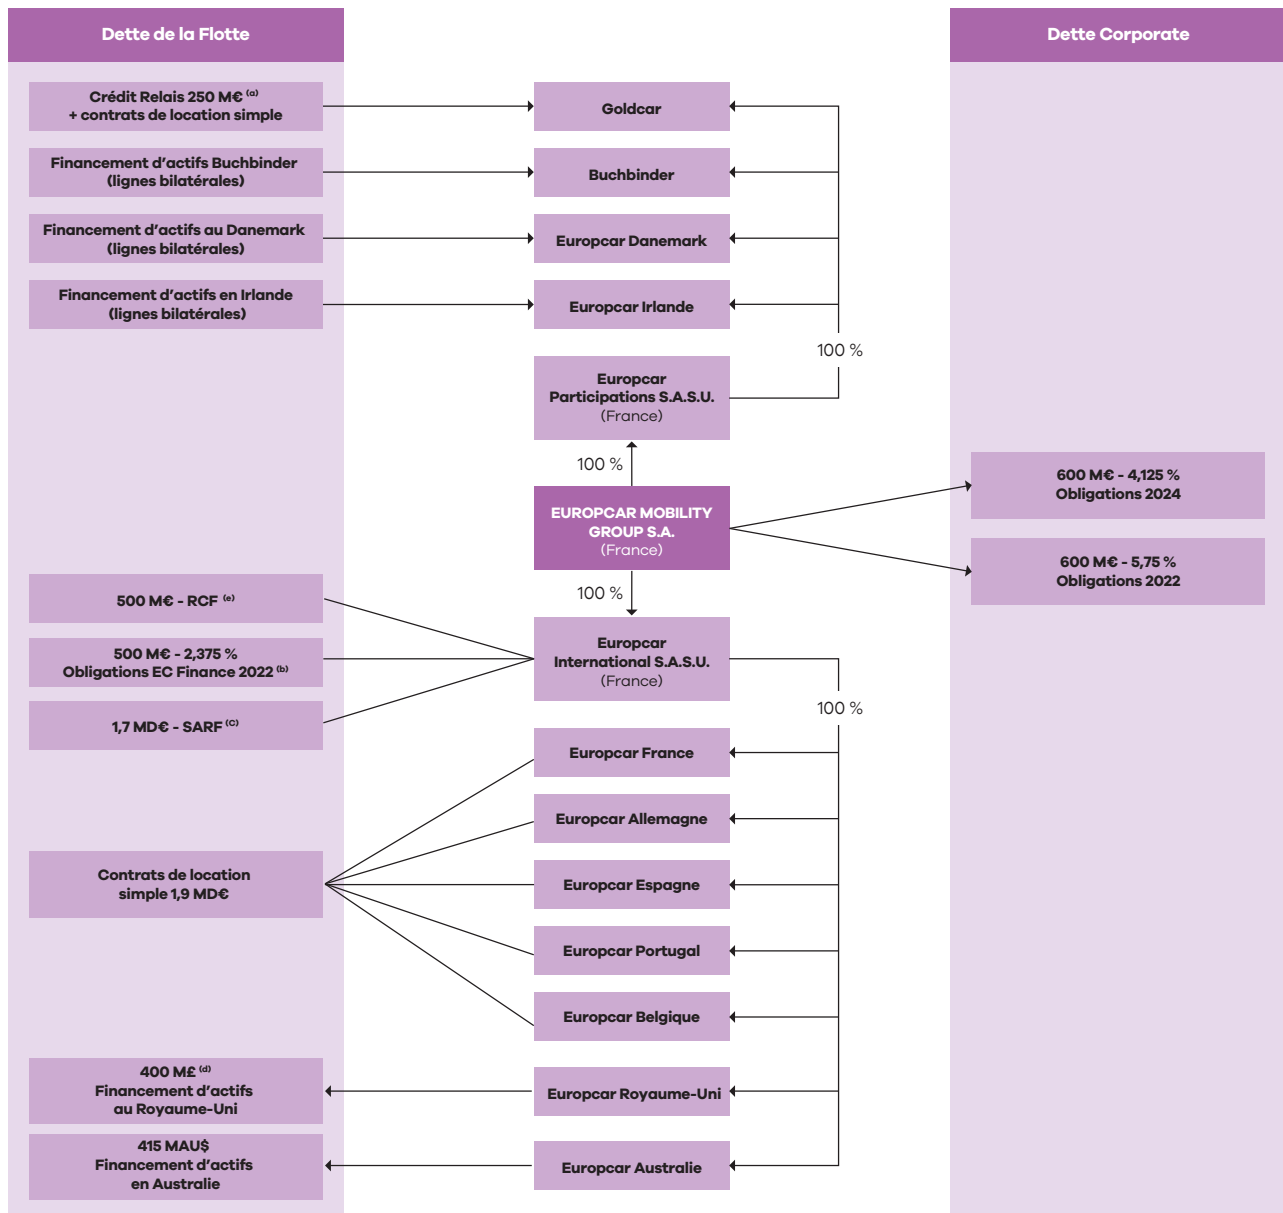 Dette de la Flotte
Dette Corporate
Crédit Relais 250 M€ (a)
+ contrats de location simple
Goldcar
Financement d'actifs Buchbinder
(lignes bilatérales)
Buchbinder
Financement d'actifs au Danemark
(lignes bilatérales)
Europcar Danemark
Financement d'actifs en Irlande
(lignes bilatérales)
Europcar Irlande
100 %
Europcar
Participations S.A.S.U.
(France)
100 %
EUROPCAR MOBILITY
GROUP S.A.
(France)
600 M€ - 4,125 %
Obligations 2024
600 M€ - 5,75 %
Obligations 2022
100 %
500 M€ - RCF (e)
500 M€ - 2,375 %
Obligations EC Finance 2022 (b)
1,7 MD€ - SARF (C)
Europcar
International S.A.S.U.
(France)
100 %
Europcar France
Europcar Allemagne
Contrats de location
simple 1,9 MD€
Europcar Espagne
Europcar Portugal
Europcar Belgique
400 M£ (d)
Financement d'actifs
au Royaume-Uni
Europcar Royaume-Uni
415 MAU$
Financement d'actifs
en Australie
Europcar Australie